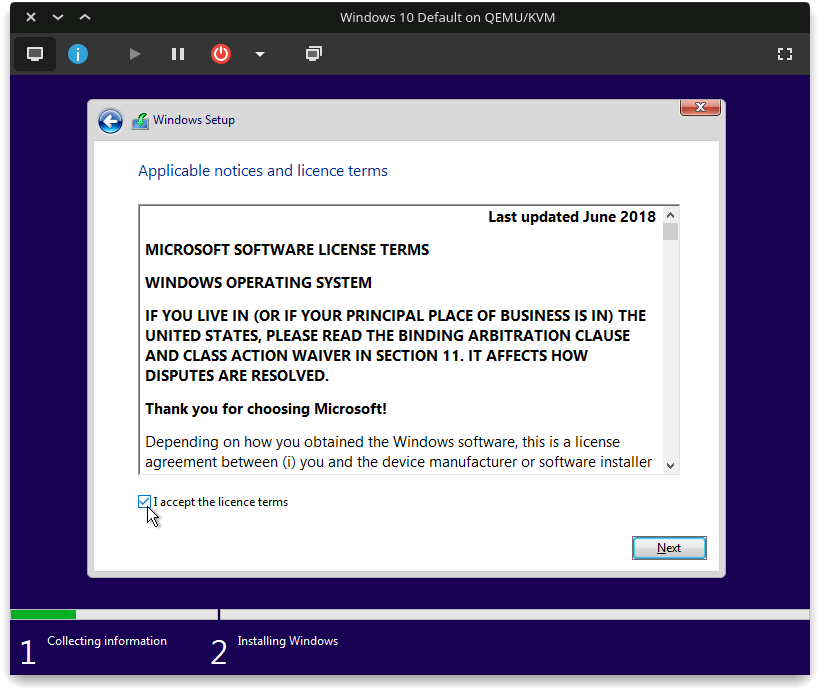 Windows 10 Default on QEMU/KVM
Windows Setup
Applicable notices and licence terms
Last updated June 2018
MICROSOFT SOFTWARE LICENSE TERMS
WINDOWS OPERATING SYSTEM
IF YOU LIVE IN (OR IF YOUR PRINCIPAL PLACE OF BUSINESS IS IN) THE
UNITED STATES, PLEASE READ THE BINDING ARBITRATION CLAUSE
AND CLASS ACTION WAIVER IN SECTION 11. IT AFFECTS HOW
DISPUTES ARE RESOLVED.
Thank you for choosing Microsoft!
Depending on how you obtained the Windows software, this is a license
agreement between (i) you and the device manufacturer or software installer
I accept the licence terms
Next
1 Collecting information
2 Installing Windows